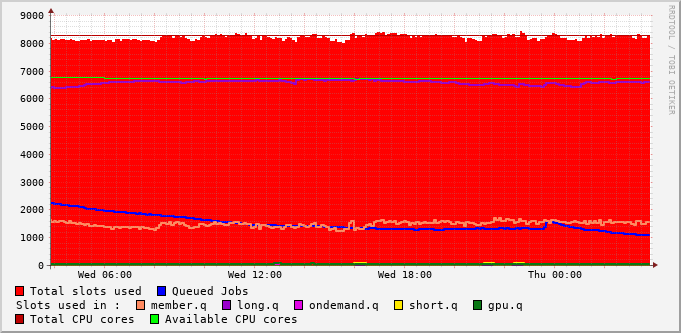 9000
8000
7000
6000
5000
4000
3000
2000
1000
0
Wed 06:00 Wed 12:00 Wed 18:00 Thu 00:00
RRDTOOL / TOBI OETIKER
Total slots used Queued Jobs
Slots used in : member.q long.q ondemand.q short.q gpu.q
Total CPU cores Available CPU cores